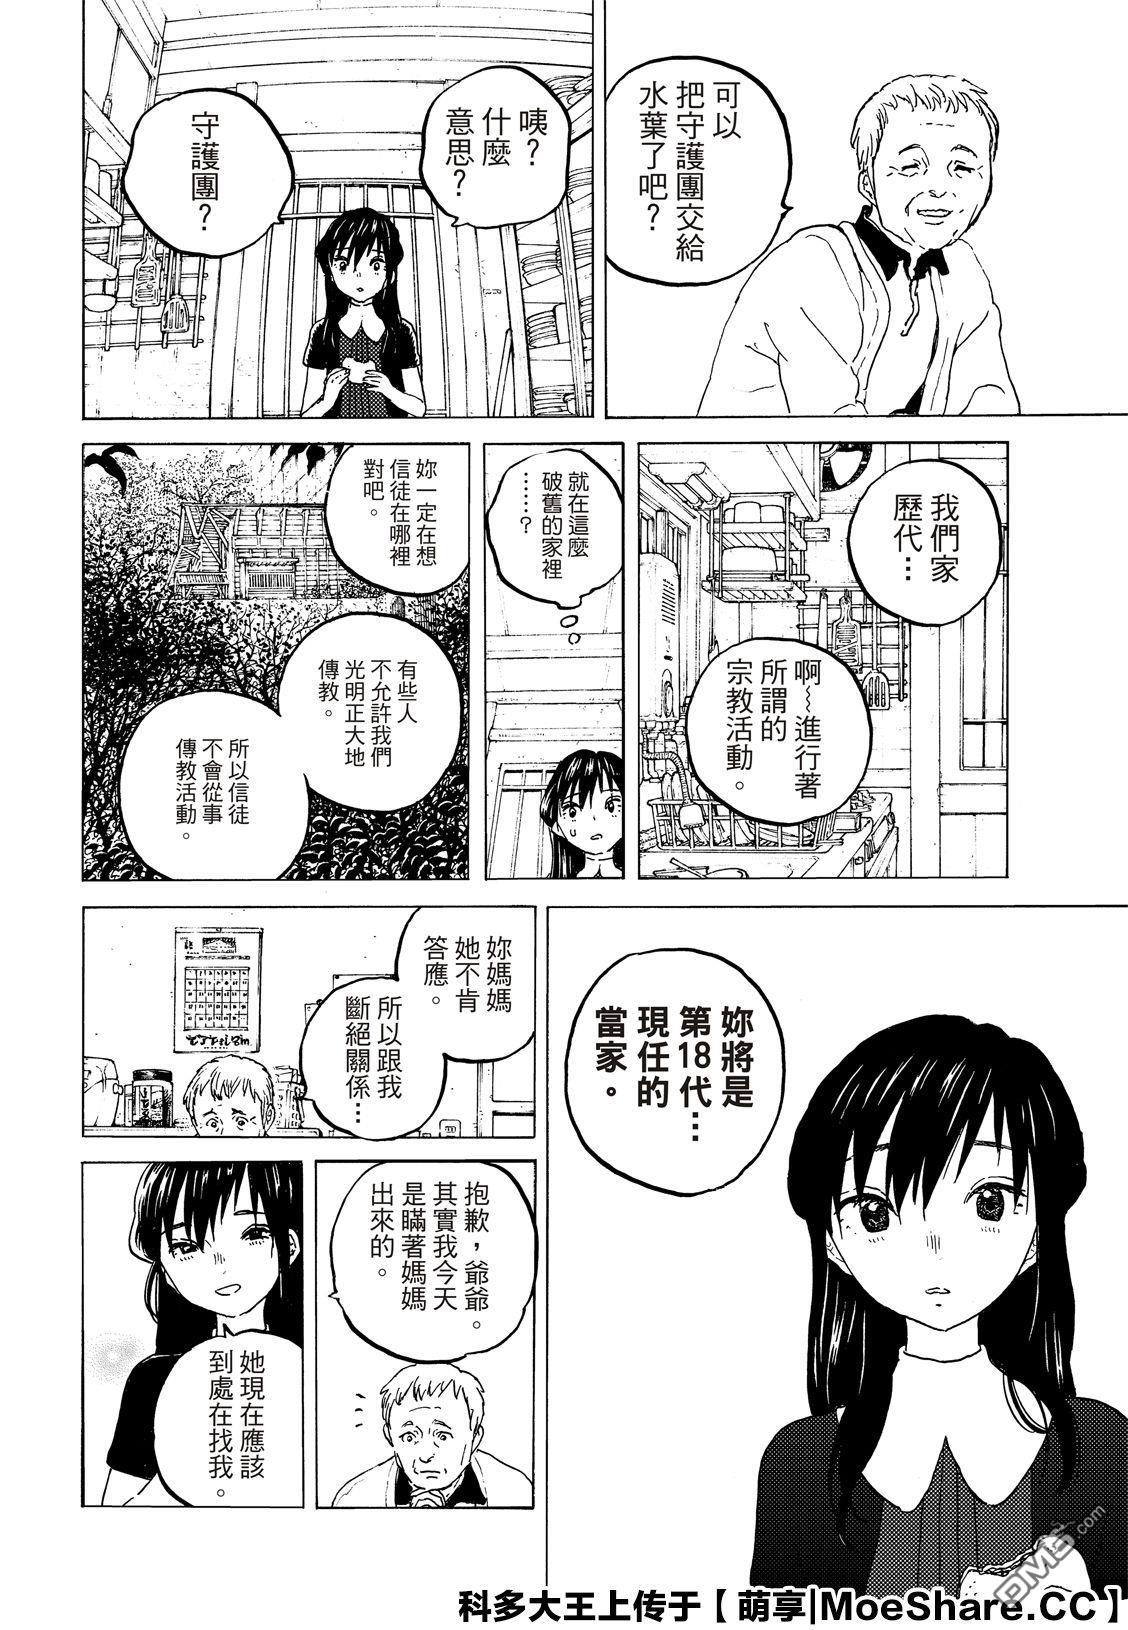 可以
把守護團交給
水葉了吧？
咦？
什麼
意思？
守護團？
我們家
歷代…
啊～進行著
所謂的
宗教活動。
就在這麼
破舊的家裡
……？
妳一定在想
信徒在哪裡
對吧。
有些人
不允許我們
光明正大地
傳教。
所以信徒
不會從事
傳教活動。
妳將是
第18代…
現任的
當家。
妳媽媽
她不肯
答應。
所以跟我
斷絕關係…
抱歉，爺爺。
其實我今天
是瞞著媽媽
出來的。
她現在應該
到處在找我。
DM5.com
科多大王上传于【萌享|MoeShare.CC】